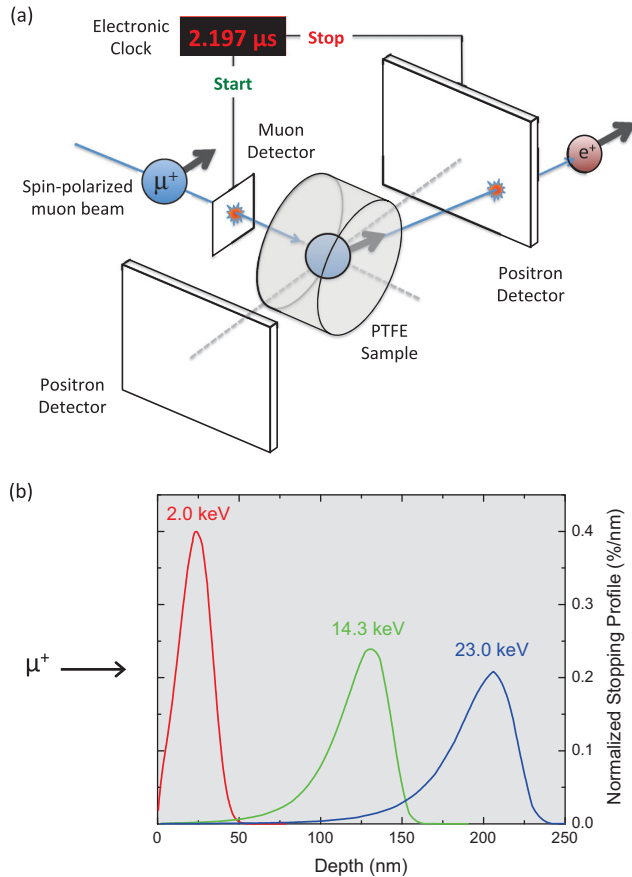 (a)
Electronic
Clock
2.197 µs
Stop
Start
Muon
Detector
µ+
Spin-polarized
muon beam
e+
Positron
Detector
PTFE
Sample
Positron
Detector
(b)
2.0 keV
14.3 keV
23.0 keV
µ+
0.4
0.3
0.2
0.1
0.0
Normalized Stopping Profile (%/nm)
0 50 100 150 200 250
Depth (nm)